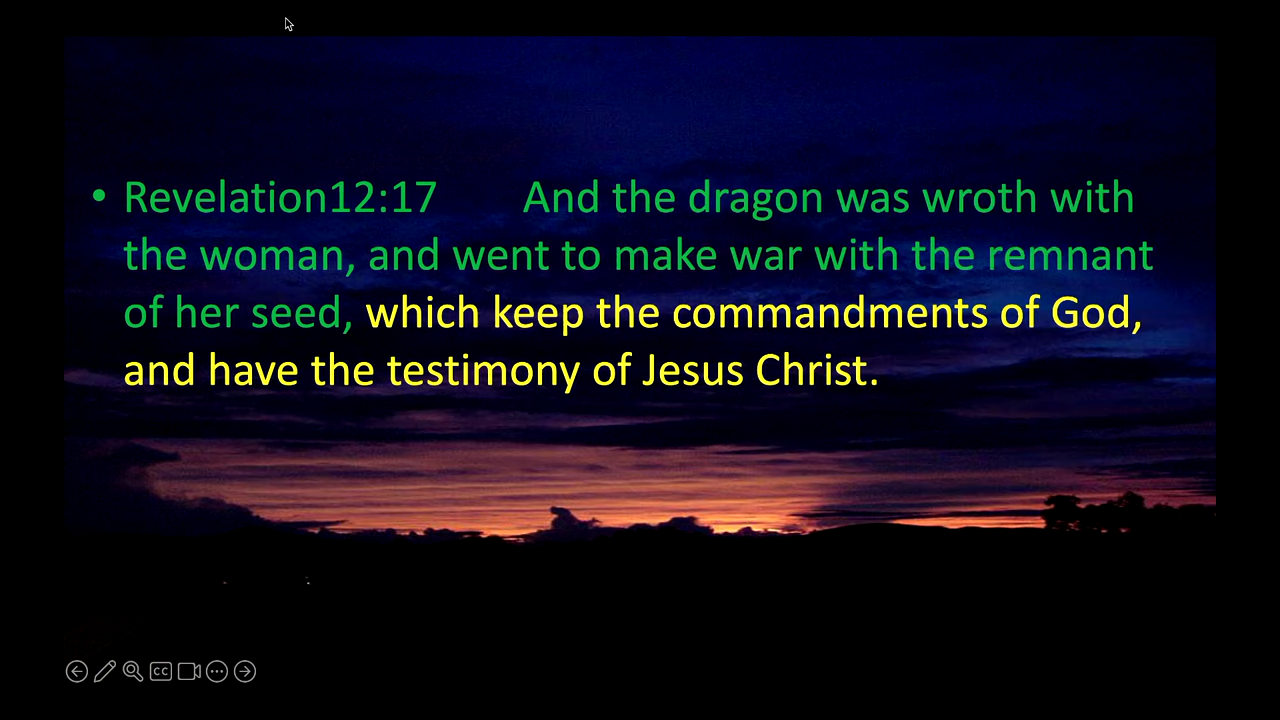 • Revelation12:17 And the dragon was wroth with
the woman, and went to make war with the remnant
of her seed, which keep the commandments of God,
and have the testimony of Jesus Christ.
CC